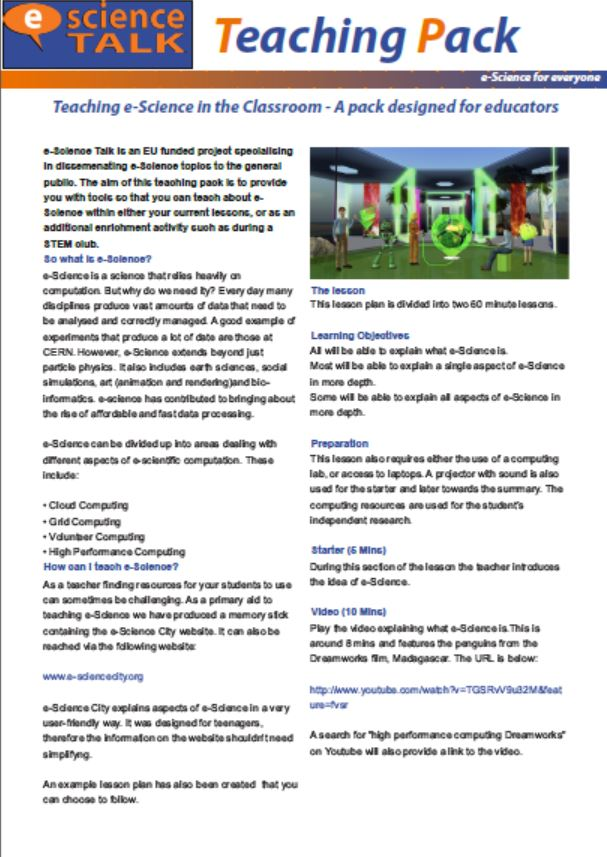 e science
TALK
Teaching Pack
e-Science for everyone
Teaching e-Science in the Classroom - A pack designed for educators
e-Science Talk is an EU funded project specialising
in dissemenating e-Science topics to the general
public. The aim of this teaching pack is to provide
you with tools so that you can teach about e-
Science within either your current lessons, or as an
additional enrichment activity such as during a
STEM club.
So what is e-Science?
e-Science is a science that relies heavily on
computation. But why do we need ity? Every day many
disciplines produce vast amounts of data that need to
be analysed and correctly managed. A good example of
experiments that produce a lot of date are those at
CERN. However, e-Science extends beyond just
particle physics. It also includes earth sciences, social
simulations, art (animation and rendering)and bio-
informatics. e-science has contributed to bringing about
the rise of affordable and fast data processing.
e-Science can be divided up into areas dealing with
different aspects of e-scientific computation. These
include:
• Cloud Computing
• Grid Computing
• Volunteer Computing
• High Performance Computing
How can I teach e-Science?
As a teacher finding resources for your students to use
can sometimes be challenging. As a primary aid to
teaching e-Science we have produced a memory stick
containing the e-Science City website. It can also be
reached via the following website:
www.e-sciencecity.org
e-Science City explains aspects of e-Science in a very
user-friendly way. It was designed for teenagers,
therefore the information on the website shouldn't need
simplifyng.
An example lesson plan has also been created that you
can choose to follow.
The lesson
This lesson plan is divided into two 60 minute lessons.
Learning Objectives
All will be able to explain what e-Science is.
Most will be able to explain a single aspect of e-Science
in more depth.
Some will be able to explain all aspects of e-Science in
more depth.
Preparation
This lesson also requires either the use of a computing
lab, or access to laptops. A projector with sound is also
used for the starter and later towards the summary. The
computing resources are used for the student's
independent research.
Starter (5 Mins)
During this section of the lesson the teacher introduces
the idea of e-Science.
Video (10 Mins)
Play the video explaining what e-Science is.This is
around 8 mins and features the penguins from the
Dreamworks film, Madagascar. The URL is below:
http://www.youtube.com/watch?v=TGSRvV9u32M&feat
ure=fvsr
A search for "high performance computing Dreamworks"
on Youtube will also provide a link to the video.